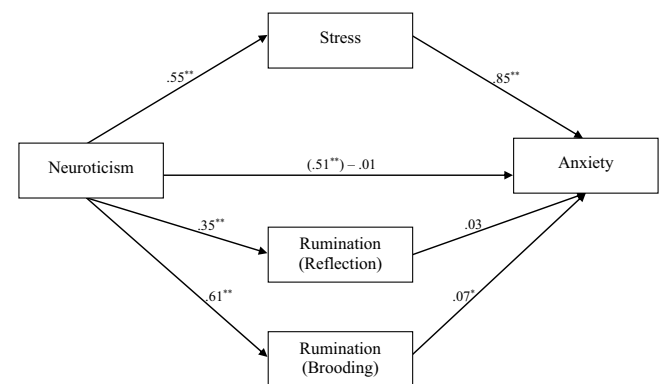 Stress
.55**
.85**
Neuroticism
(.51**) – .01
Anxiety
.35**
Rumination
(Reflection)
.03
.61**
.07*
Rumination
(Brooding)